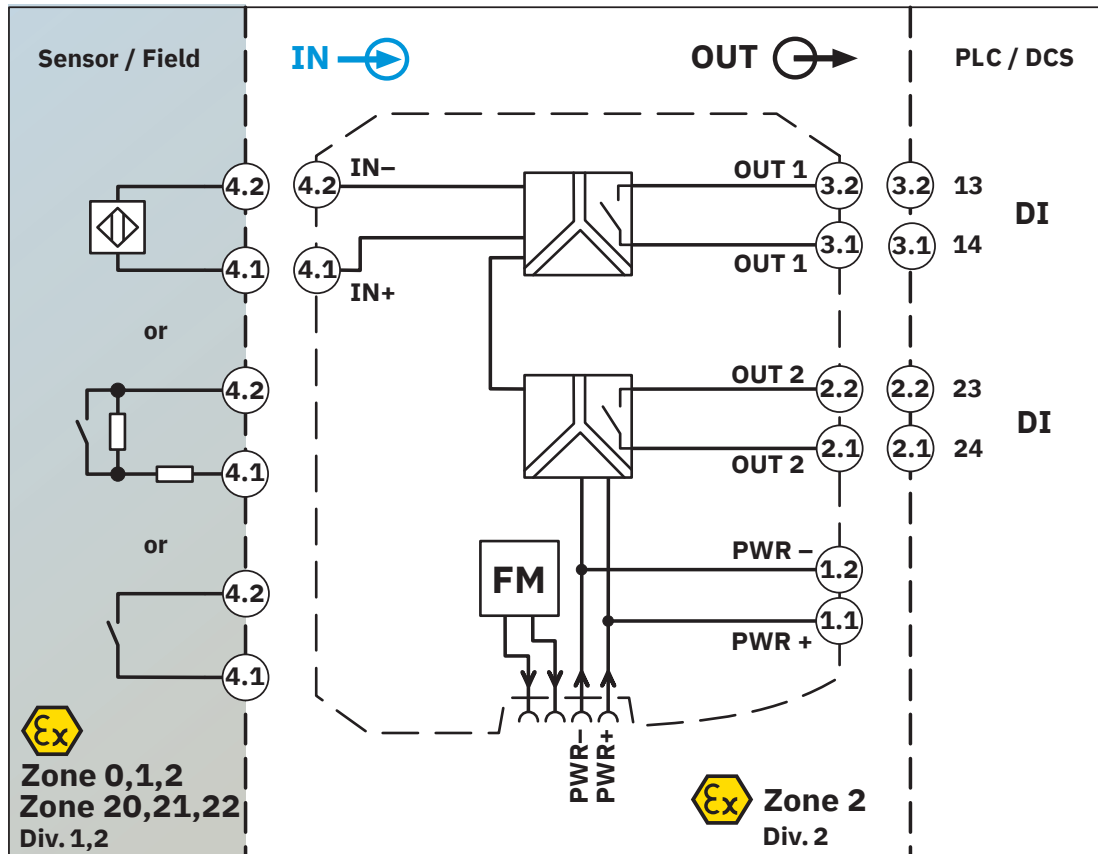 Sensor / Field
IN
OUT
PLC / DCS
4.2
4.1
or
4.2
4.1
or
4.2
4.1
Ex
Zone 0,1,2
Zone 20,21,22
Div. 1,2
4.2
IN–
4.1
IN+
OUT 1
3.2
OUT 1
3.1
OUT 2
2.2
OUT 2
2.1
FM
PWR –
1.2
PWR +
1.1
PWR–
PWR+
Ex
Zone 2
Div. 2
3.2 13
DI
3.1 14
2.2 23
DI
2.1 24